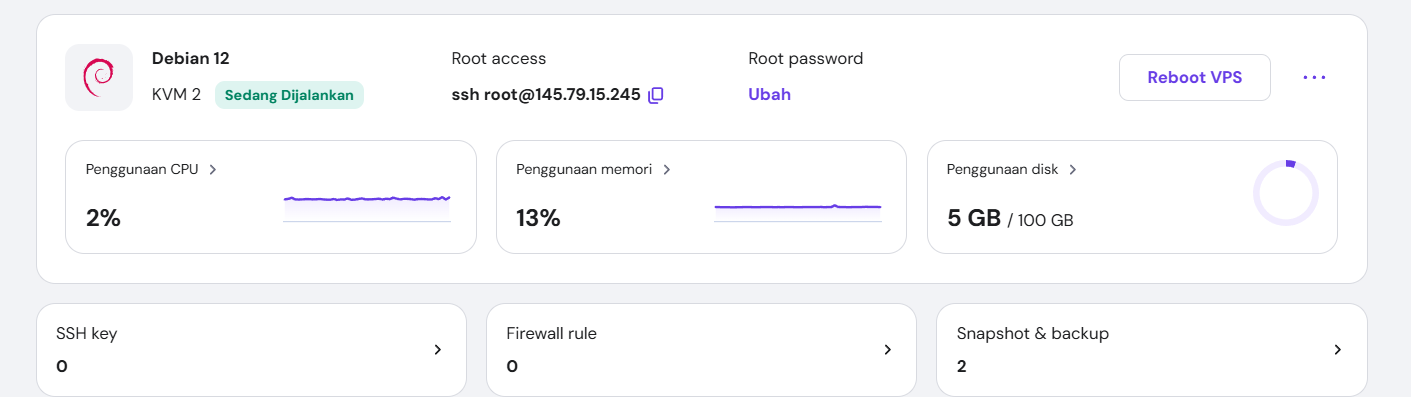 Debian 12
Root access
Root password
KVM 2
Sedang Dijalankan
ssh root@145.79.15.245
Ubah
Reboot VPS
Penggunaan CPU
2%
Penggunaan memori
13%
Penggunaan disk
5 GB / 100 GB
SSH key
0
Firewall rule
0
Snapshot & backup
2